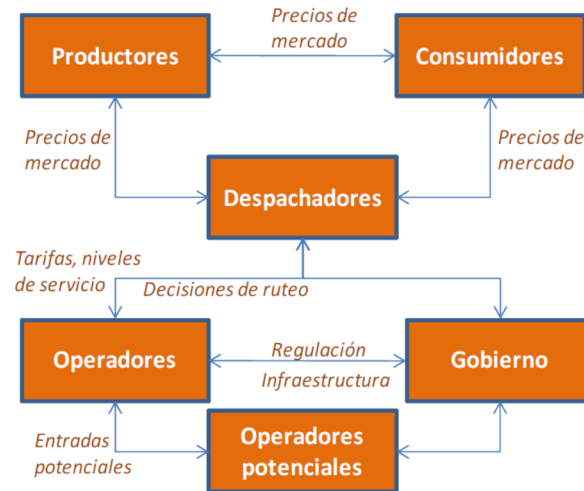 Precios de
mercado
Productores
Consumidores
Precios de
mercado
Precios de
mercado
Despachadores
Tarifas, niveles
de servicio
Decisiones de ruteo
Operadores
Regulación
Infraestructura
Gobierno
Entradas
potenciales
Operadores
potenciales